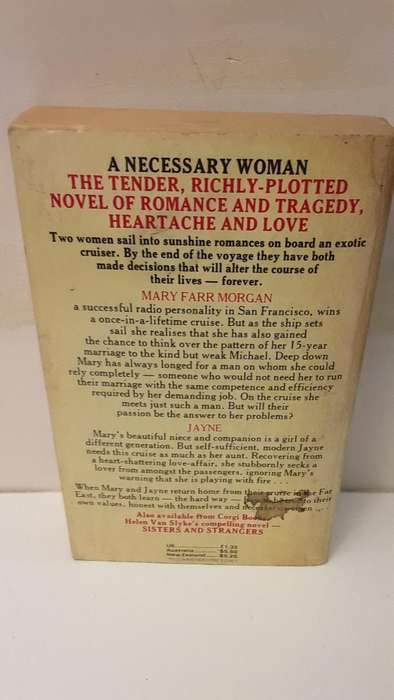 A NECESSARY WOMAN
THE TENDER, RICHLY-PLOTTED
NOVEL OF ROMANCE AND TRAGEDY,
HEARTACHE AND LOVE
Two women sail into sunshine romances on board an exotic
cruiser. By the end of the voyage they have both
made decisions that will alter the course of
their lives — forever.
MARY FARR MORGAN
a successful radio personality in San Francisco, wins
a once-in-a-lifetime cruise. But as the ship sets
sail she realises that she has also gained
the chance to think over the pattern of her 15-year
marriage to the kind but weak Michael. Deep down
Mary has always longed for a man on whom she could
rely completely — someone who would not need her to run
their marriage with the same competence and efficiency
required by her demanding job. On the cruise she
meets just such a man. But will their
passion be the answer to her problems?
JAYNE
Mary's beautiful niece and companion is a girl of a
different generation. But self-sufficient, modern Jayne
needs this cruise as much as her aunt. Recovering from
a heart-shattering love-affair, she stubbornly seeks a
lover from amongst the passengers, ignoring Mary's
warning that she is playing with fire . . .
When Mary and Jayne return home from their cruise in the Far
East, they both learn — the hard way — to their
own values, honest with themselves and necessary women . . .
Also available from Corgi Books
Helen Van Slyke's compelling novel —
SISTERS AND STRANGERS
UK
Australia
New Zealand